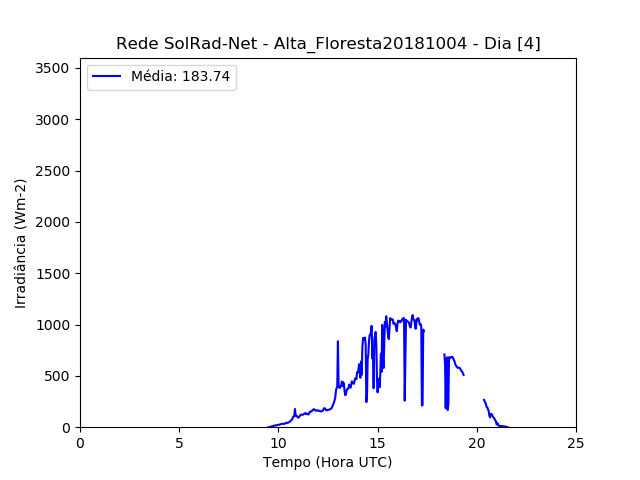 Rede SolRad-Net - Alta_Floresta20181004 - Dia [4]
Média: 183.74
3500
3000
2500
2000
1500
1000
500
0
Irradiância (Wm-2)
0 5 10 15 20 25
Tempo (Hora UTC)